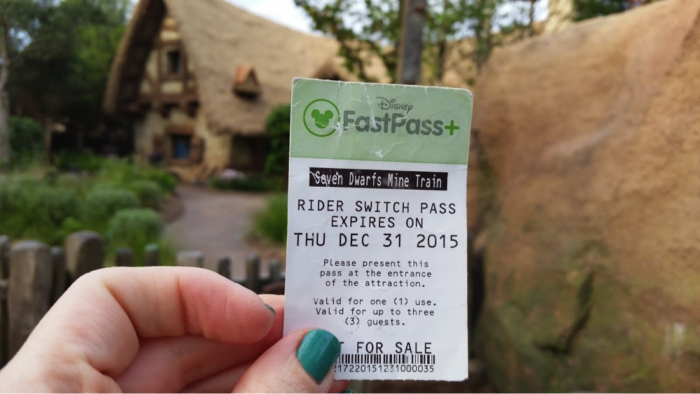 Disney
FastPass+
Seven Dwarfs Mine Train
RIDER SWITCH PASS
EXPIRES ON
THU DEC 31 2015
Please present this
pass at the entrance
of the attraction.
Valid for one (1) use.
Valid for up to three
(3) guests.
T FOR SALE
17220151231000035